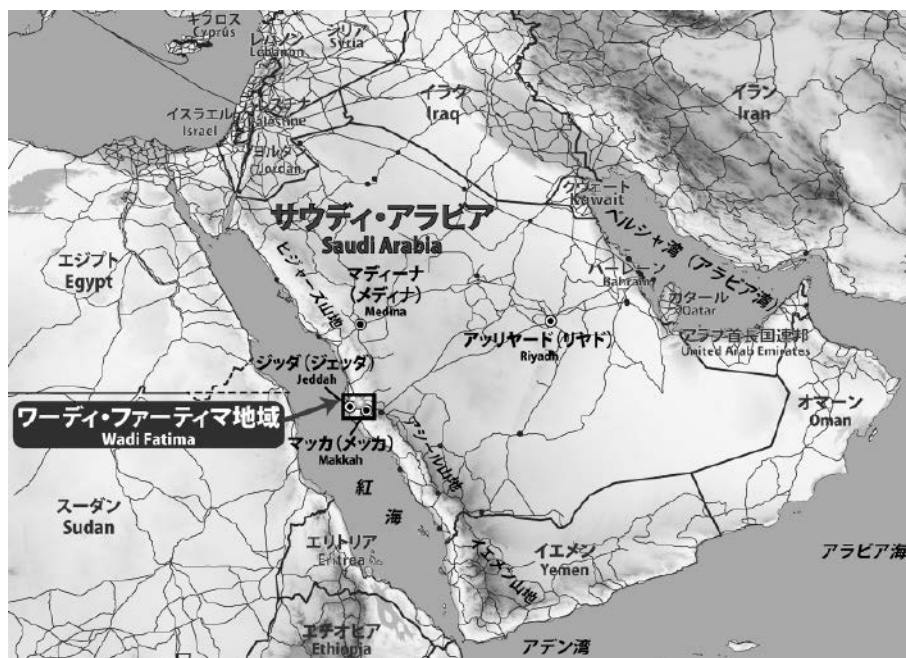 キプロス
Cyprus
レバノン
Lebanon
シリア
Syria
イスラエル
Israel
パレスチナ
Palestine
ヨルダン
Jordan
イラク
Iraq
イラン
Iran
クウェート
Kuwait
サウディ・アラビア
Saudi Arabia
ペルシャ湾(アラビア湾)
エジプト
Egypt
ヒジャーズ山地
マディーナ
(メディナ)
Medina
バーレーン
Bahrain
カタール
Qatar
アッリヤード(リヤド)
Riyadh
アラブ首長国連邦
United Arab Emirates
ジッダ(ジェッダ)
Jeddah
ワーディ・ファーティマ地域
Wadi Fatima
マッカ(メッカ)
Makkah
アシール山地
オマーン
Oman
紅海
スーダン
Sudan
エリトリア
Eritrea
イエメン
Yemen
イエメン山地
アラビア海
エチオピア
Ethiopia
アデン湾